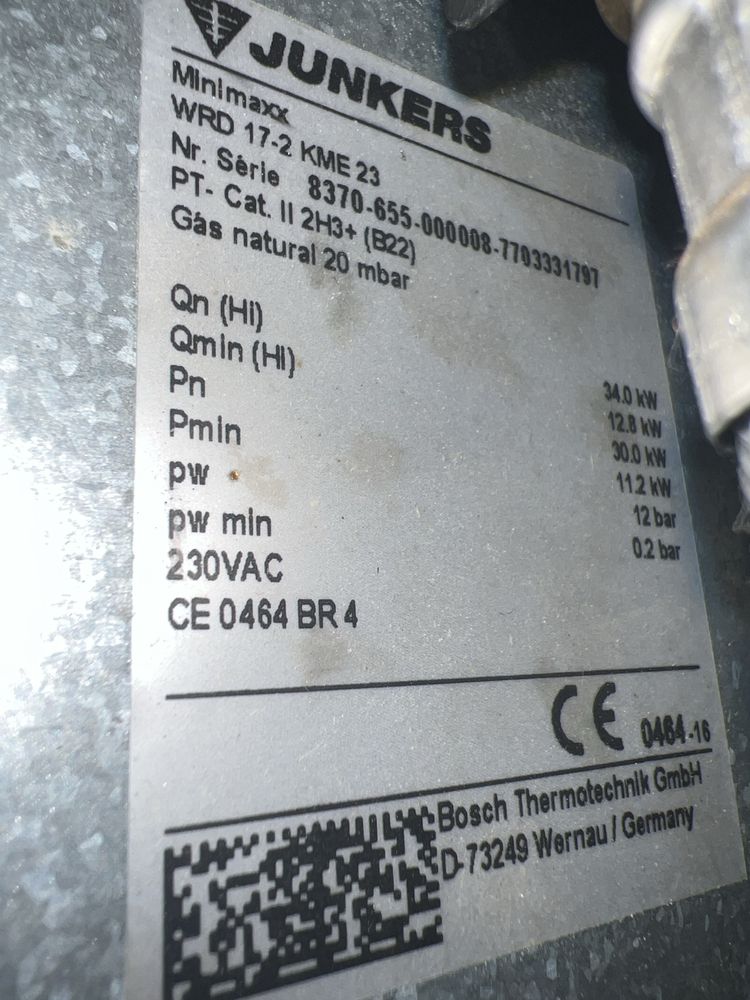 JUNKERS
Minimaxx
WRD 17-2 KME 23
Nr. Série 8370-655-000008-7703331797
PT- Cat. II 2H3+ (B22)
Gás natural 20 mbar
Qn (Hi) 34.0 kW
Qmin (Hi) 12.8 kW
Pn 30.0 kW
Pmin 11.2 kW
pw 12 bar
pw min 0.2 bar
230VAC
CE 0464 BR 4
CE 0464-16
Bosch Thermotechnik GmbH
D-73249 Wernau / Germany